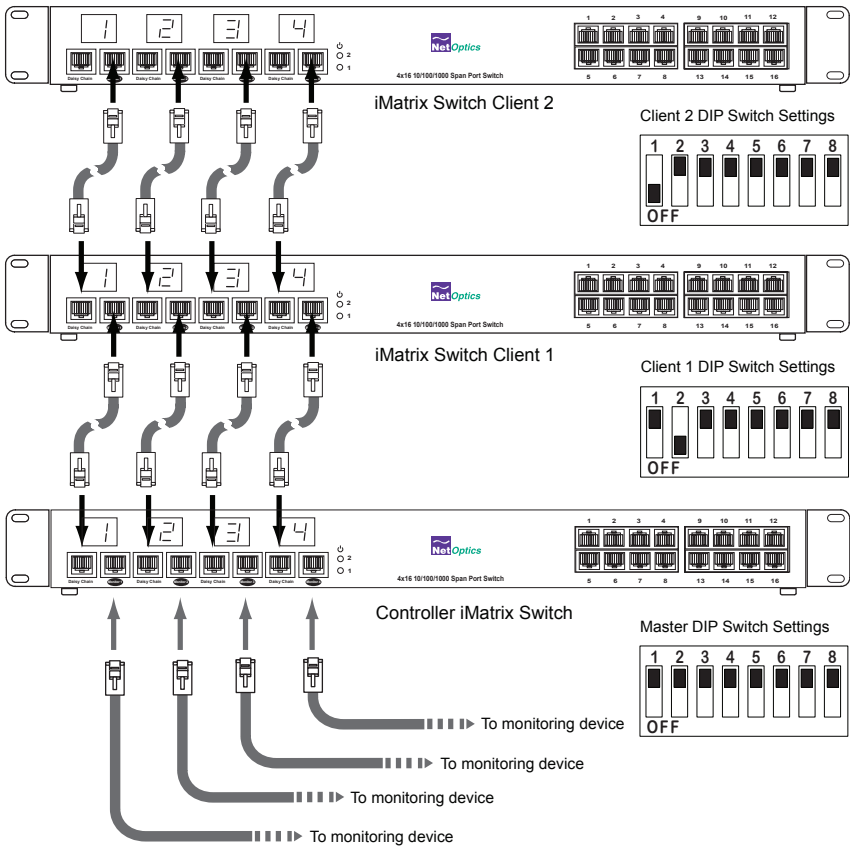 1 2 3 4
1 2 3 4 9 10 11 12
NetOptics
2
1
Daisy Chain Daisy Chain Daisy Chain Daisy Chain
4x16 10/100/1000 Span Port Switch
5 6 7 8 13 14 15 16
iMatrix Switch Client 2
Client 2 DIP Switch Settings
1 2 3 4 5 6 7 8
OFF
1 2 3 4
1 2 3 4 9 10 11 12
NetOptics
2
1
Daisy Chain Daisy Chain Daisy Chain Daisy Chain
4x16 10/100/1000 Span Port Switch
5 6 7 8 13 14 15 16
iMatrix Switch Client 1
Client 1 DIP Switch Settings
1 2 3 4 5 6 7 8
OFF
1 2 3 4
1 2 3 4 9 10 11 12
NetOptics
2
1
Daisy Chain Daisy Chain Daisy Chain Daisy Chain
4x16 10/100/1000 Span Port Switch
5 6 7 8 13 14 15 16
Controller iMatrix Switch
Master DIP Switch Settings
1 2 3 4 5 6 7 8
OFF
To monitoring device
To monitoring device
To monitoring device
To monitoring device